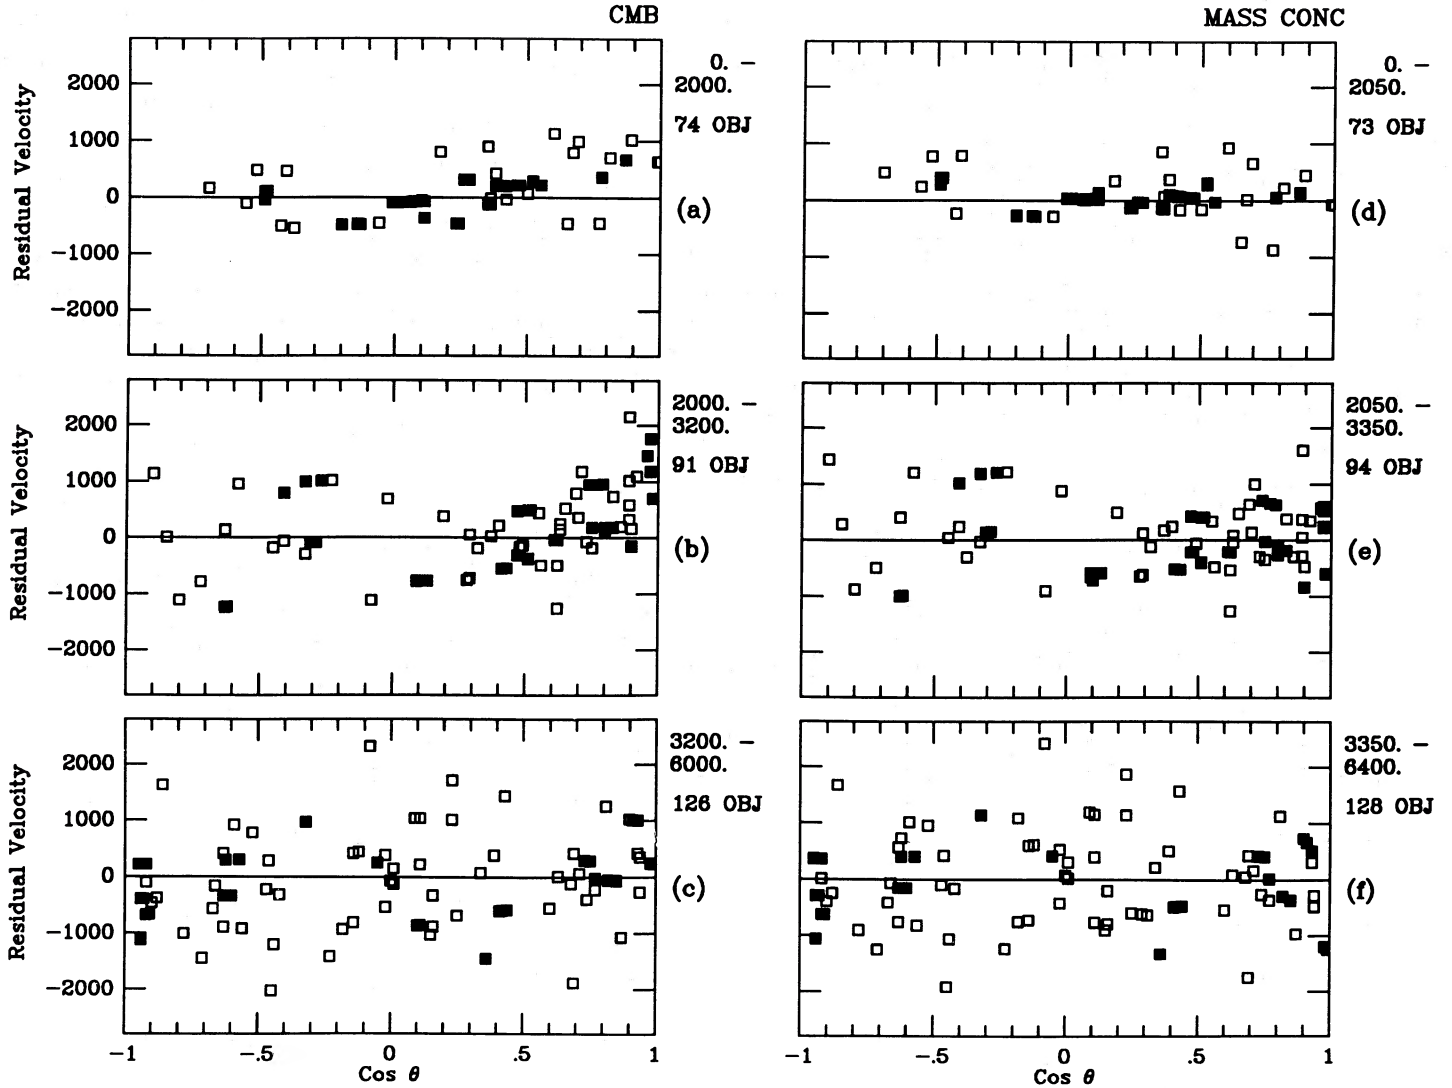 CMB
MASS CONC
Residual Velocity
2000
1000
0
-1000
-2000
0. -
2000.
74 OBJ
(a)
0. -
2050.
73 OBJ
(d)
Residual Velocity
2000
1000
0
-1000
-2000
2000. -
3200.
91 OBJ
(b)
2050. -
3350.
94 OBJ
(e)
Residual Velocity
2000
1000
0
-1000
-2000
3200. -
6000.
126 OBJ
(c)
3350. -
6400.
128 OBJ
(f)
-1 -.5 0 .5 1
Cos θ
-1 -.5 0 .5 1
Cos θ